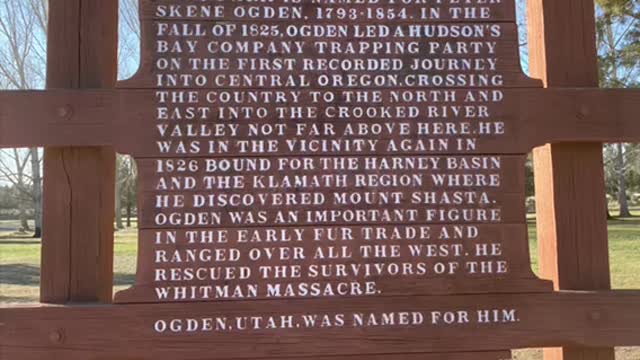 IS NAMED FOR PETER
SKENE OGDEN, 1793-1854. IN THE
FALL OF 1825, OGDEN LED A HUDSON'S
BAY COMPANY TRAPPING PARTY
ON THE FIRST RECORDED JOURNEY
INTO CENTRAL OREGON, CROSSING
THE COUNTRY TO THE NORTH AND
EAST INTO THE CROOKED RIVER
VALLEY NOT FAR ABOVE HERE. HE
WAS IN THE VICINITY AGAIN IN
1826 BOUND FOR THE HARNEY BASIN
AND THE KLAMATH REGION WHERE
HE DISCOVERED MOUNT SHASTA.
OGDEN WAS AN IMPORTANT FIGURE
IN THE EARLY FUR TRADE AND
RANGED OVER ALL THE WEST. HE
RESCUED THE SURVIVORS OF THE
WHITMAN MASSACRE.
OGDEN, UTAH, WAS NAMED FOR HIM.